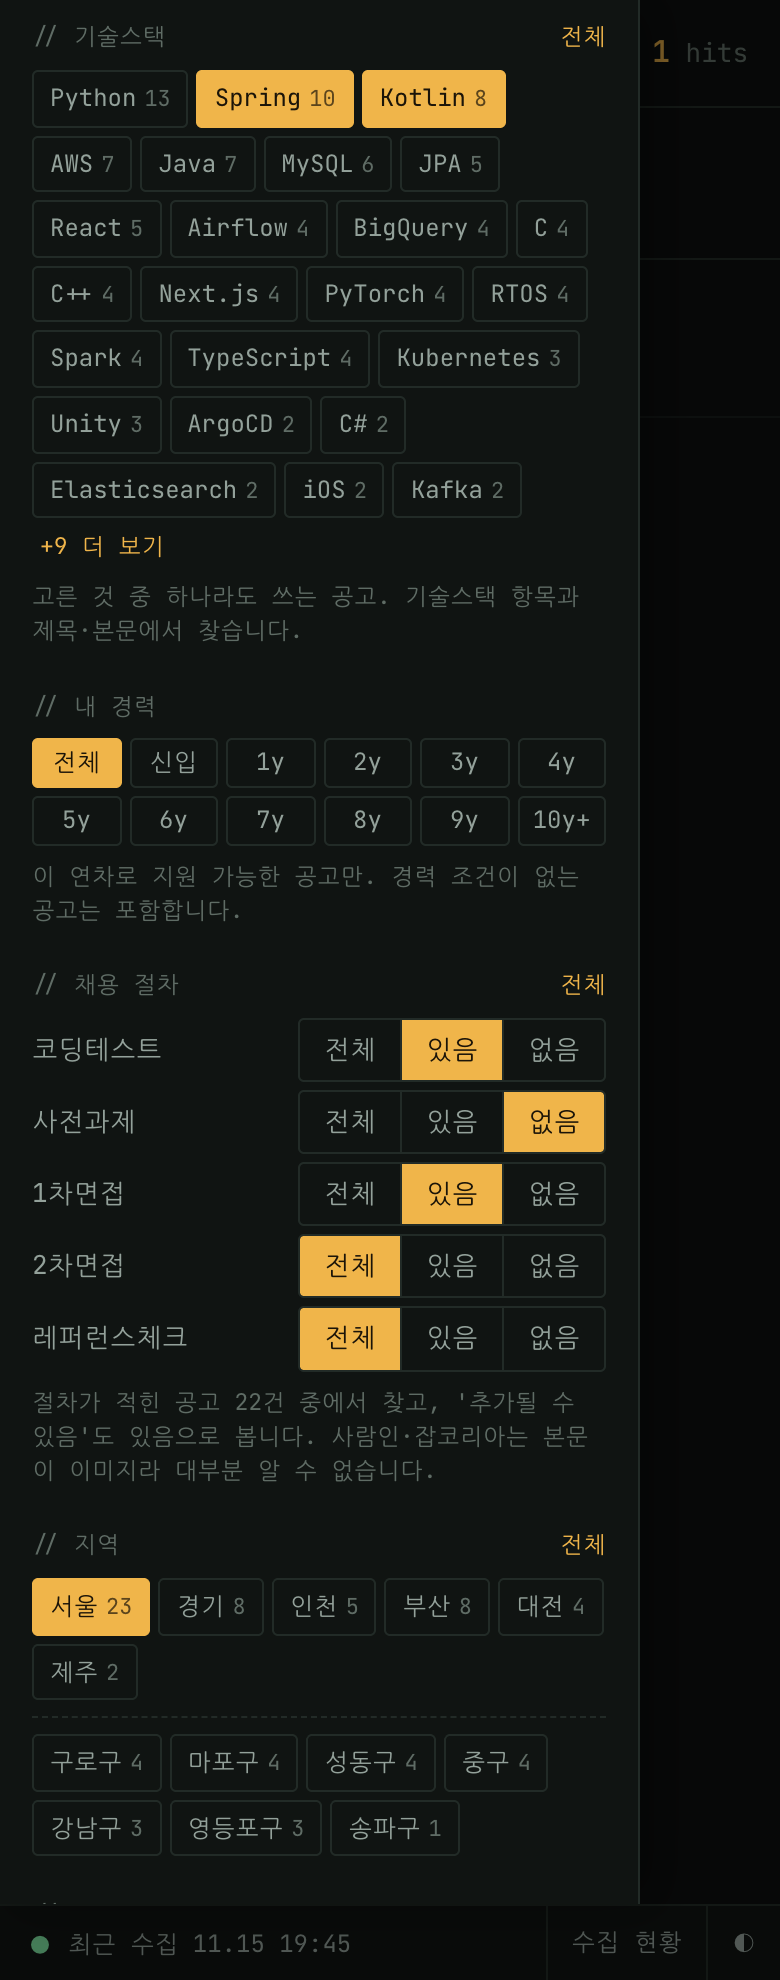 // 기술스택 전체
1 hits
Python 13 Spring 10 Kotlin 8
AWS 7 Java 7 MySQL 6 JPA 5
React 5 Airflow 4 BigQuery 4 C 4
C++ 4 Next.js 4 PyTorch 4 RTOS 4
Spark 4 TypeScript 4 Kubernetes 3
Unity 3 ArgoCD 2 C# 2
Elasticsearch 2 iOS 2 Kafka 2
+9 더 보기
고른 것 중 하나라도 쓰는 공고. 기술스택 항목과
제목·본문에서 찾습니다.
// 내 경력
전체 신입 1y 2y 3y 4y
5y 6y 7y 8y 9y 10y+
이 연차로 지원 가능한 공고만. 경력 조건이 없는
공고는 포함합니다.
// 채용 절차 전체
코딩테스트 전체 있음 없음
사전과제 전체 있음 없음
1차면접 전체 있음 없음
2차면접 전체 있음 없음
레퍼런스체크 전체 있음 없음
절차가 적힌 공고 22건 중에서 찾고, '추가될 수
있음'도 있음으로 봅니다. 사람인·잡코리아는 본문
이 이미지라 대부분 알 수 없습니다.
// 지역 전체
서울 23 경기 8 인천 5 부산 8 대전 4
제주 2
구로구 4 마포구 4 성동구 4 중구 4
강남구 3 영등포구 3 송파구 1
최근 수집 11.15 19:45 수집 현황